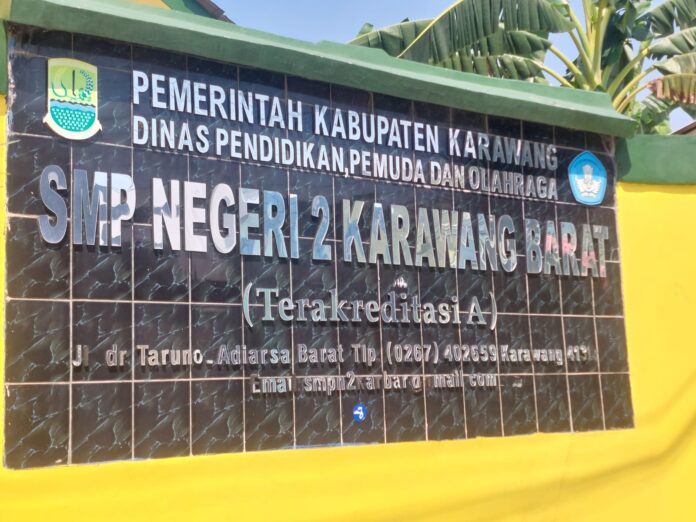 PEMERINTAH KABUPATEN KARAWANG
DINAS PENDIDIKAN, PEMUDA DAN OLAHRAGA
SMP NEGERI 2 KARAWANG BARAT
(Terakreditasi A)
Jl. dr. Taruno_ Adiarsa Barat Tlp. (0267) 402659 Karawang